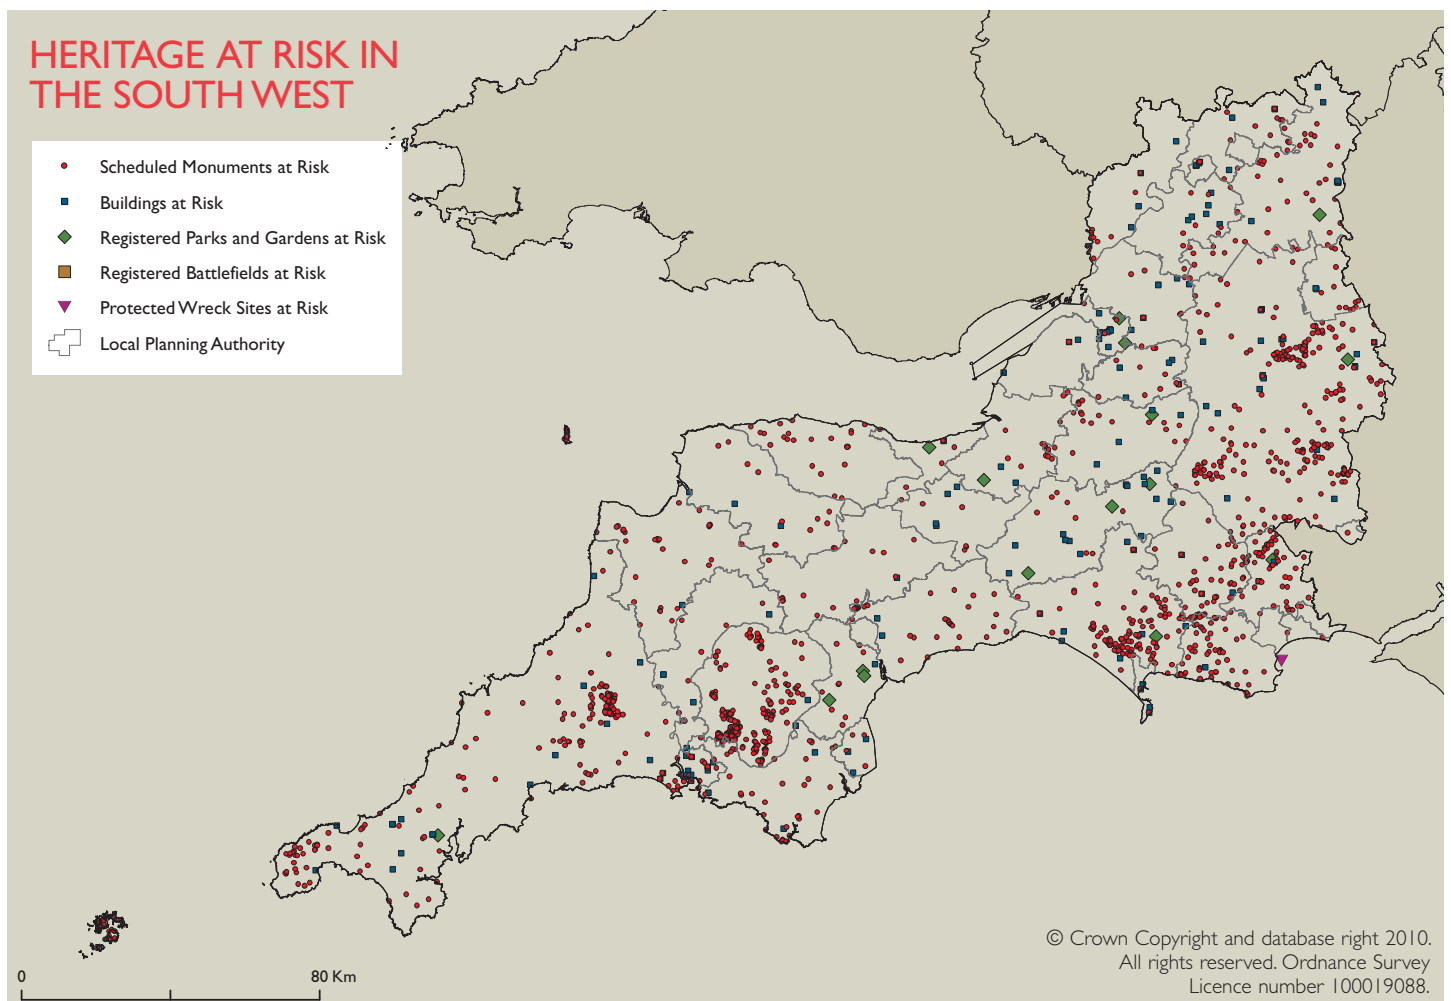 HERITAGE AT RISK IN
THE SOUTH WEST
Scheduled Monuments at Risk
Buildings at Risk
Registered Parks and Gardens at Risk
Registered Battlefields at Risk
Protected Wreck Sites at Risk
Local Planning Authority
0 80 Km
© Crown Copyright and database right 2010.
All rights reserved. Ordnance Survey
Licence number 100019088.